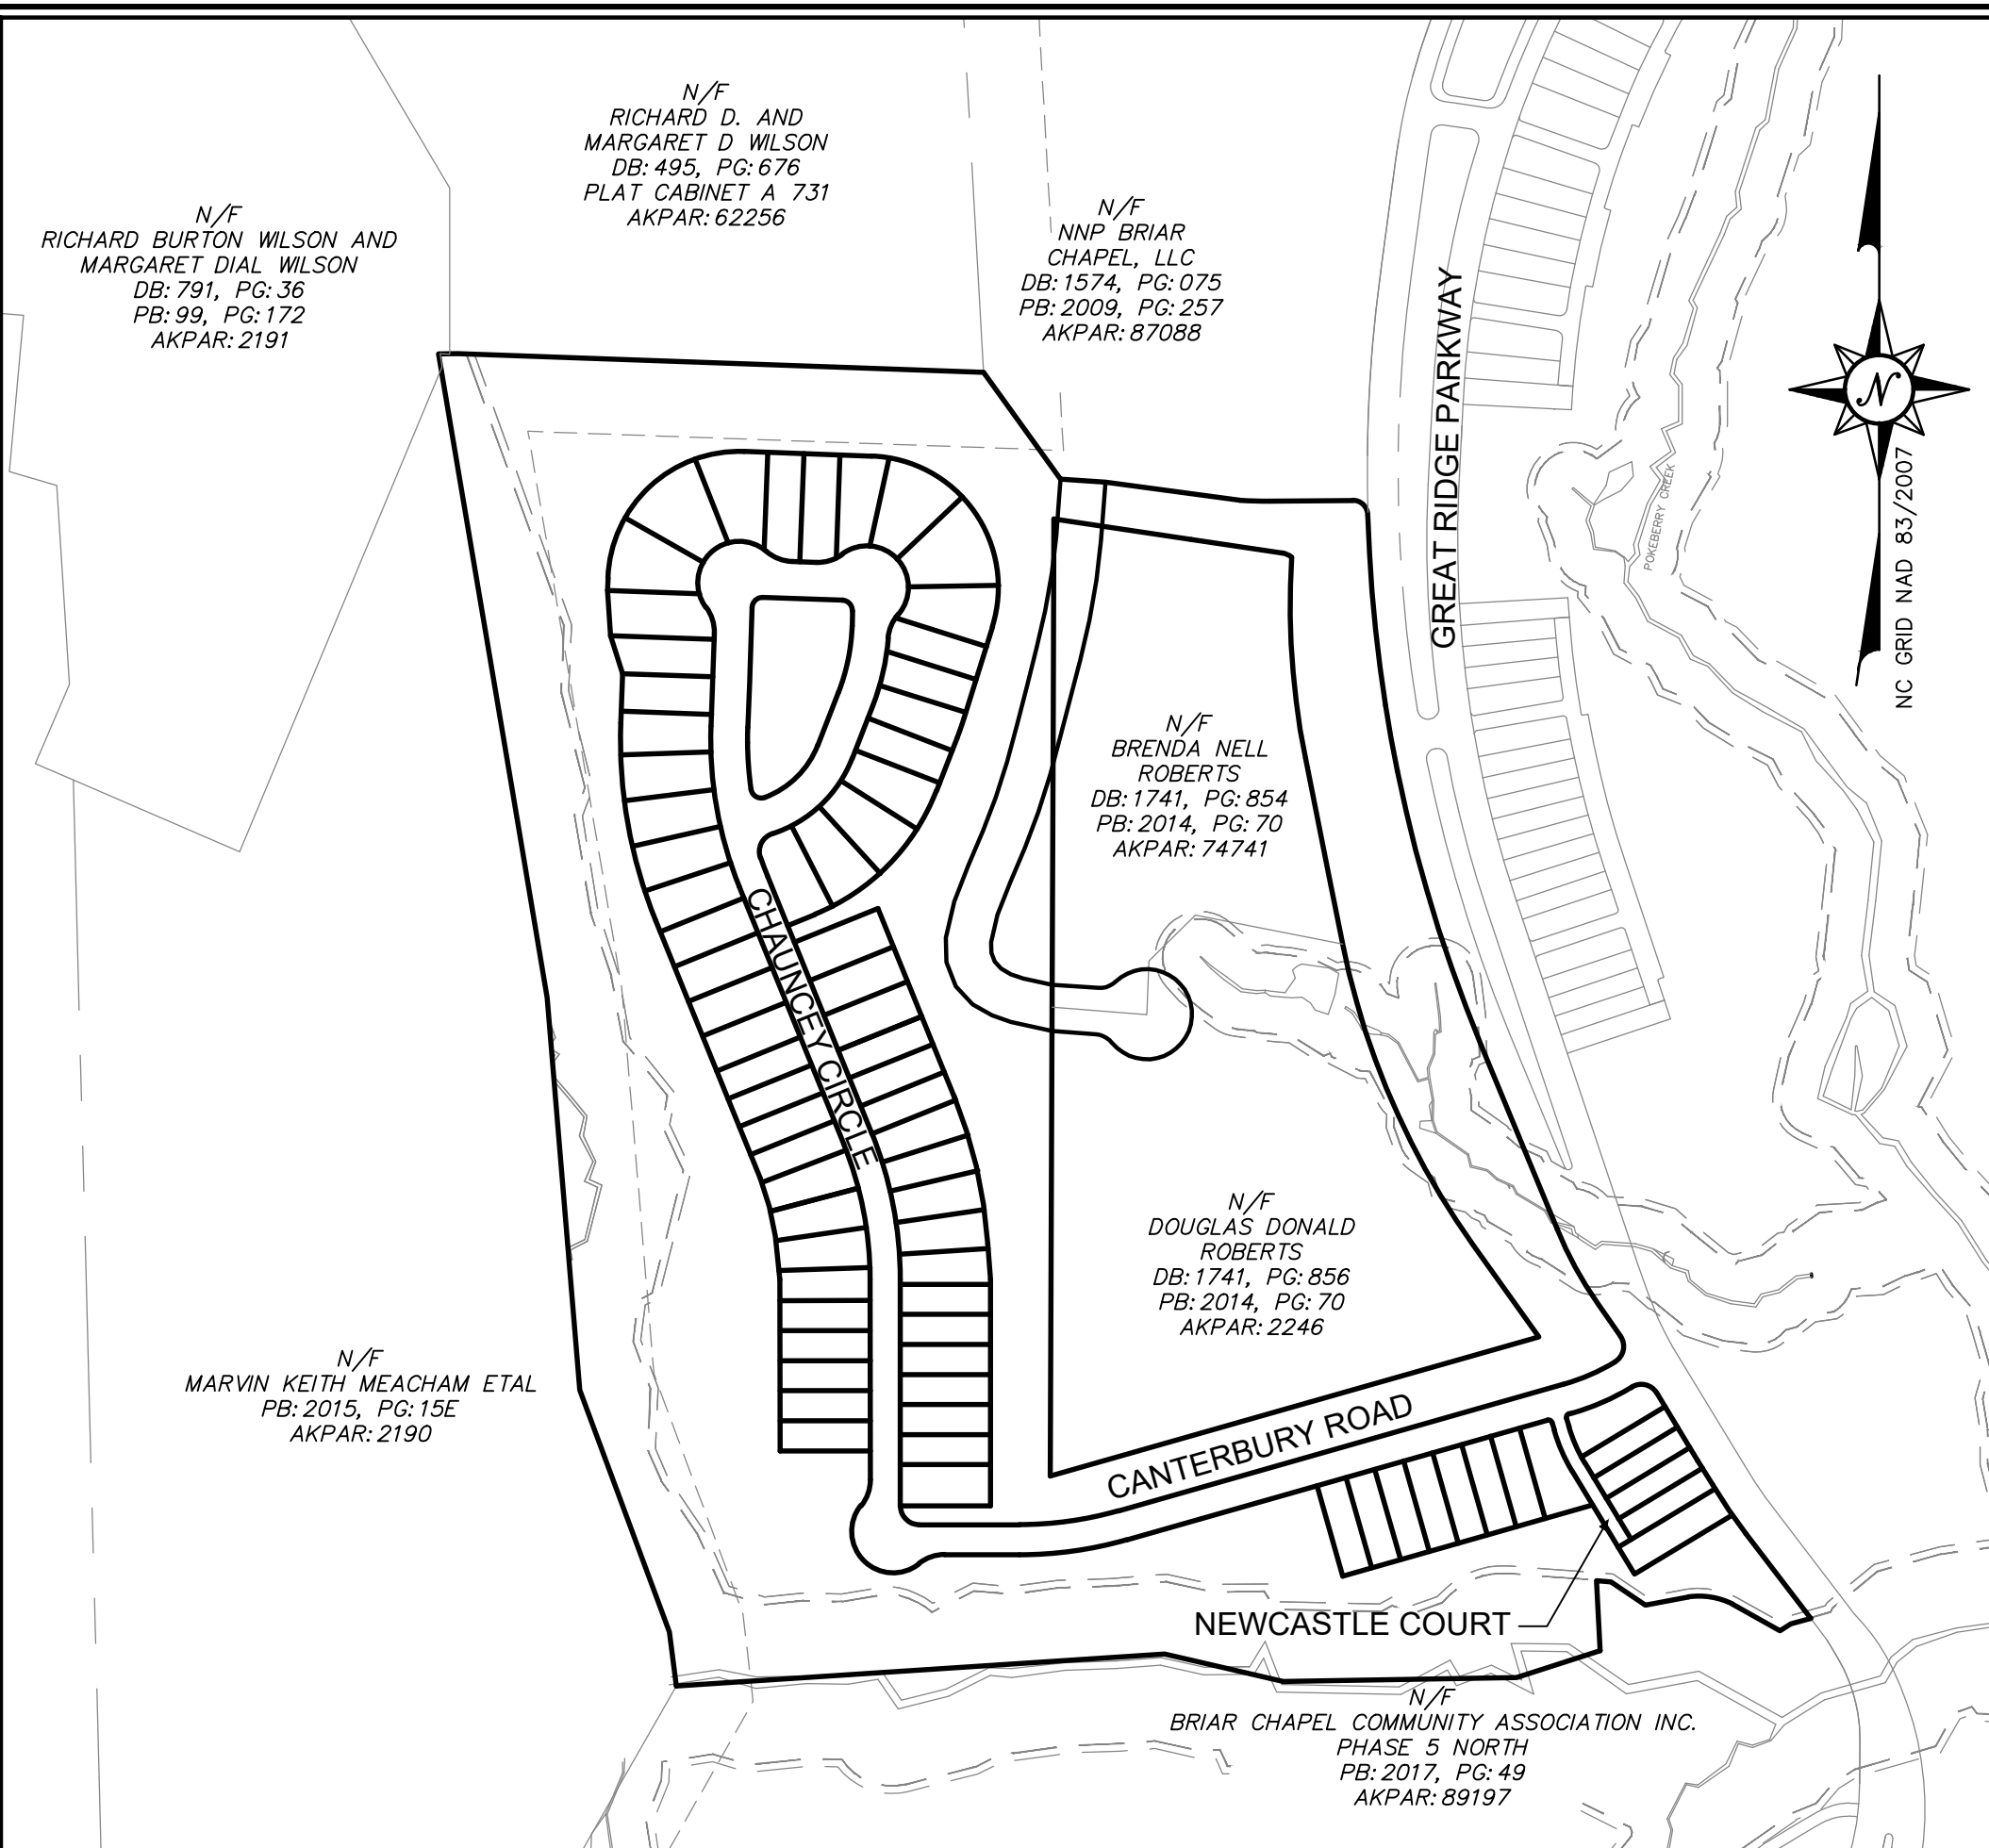 N/F
RICHARD D. AND
MARGARET D WILSON
DB: 495, PG: 676
PLAT CABINET A 731
AKPAR: 62256
N/F
RICHARD BURTON WILSON AND
MARGARET DIAL WILSON
DB: 791, PG: 36
PB: 99, PG: 172
AKPAR: 2191
N/F
NNP BRIAR
CHAPEL, LLC
DB: 1574, PG: 075
PB: 2009, PG: 257
AKPAR: 87088
GREAT RIDGE PARKWAY
POKEBERRY CREEK
N
NC GRID NAD 83/2007
N/F
BRENDA NELL
ROBERTS
DB: 1741, PG: 854
PB: 2014, PG: 70
AKPAR: 74741
CHAUNCEY CIRCLE
N/F
DOUGLAS DONALD
ROBERTS
DB: 1741, PG: 856
PB: 2014, PG: 70
AKPAR: 2246
N/F
MARVIN KEITH MEACHAM ETAL
PB: 2015, PG: 15E
AKPAR: 2190
CANTERBURY ROAD
NEWCASTLE COURT
N/F
BRIAR CHAPEL COMMUNITY ASSOCIATION INC.
PHASE 5 NORTH
PB: 2017, PG: 49
AKPAR: 89197